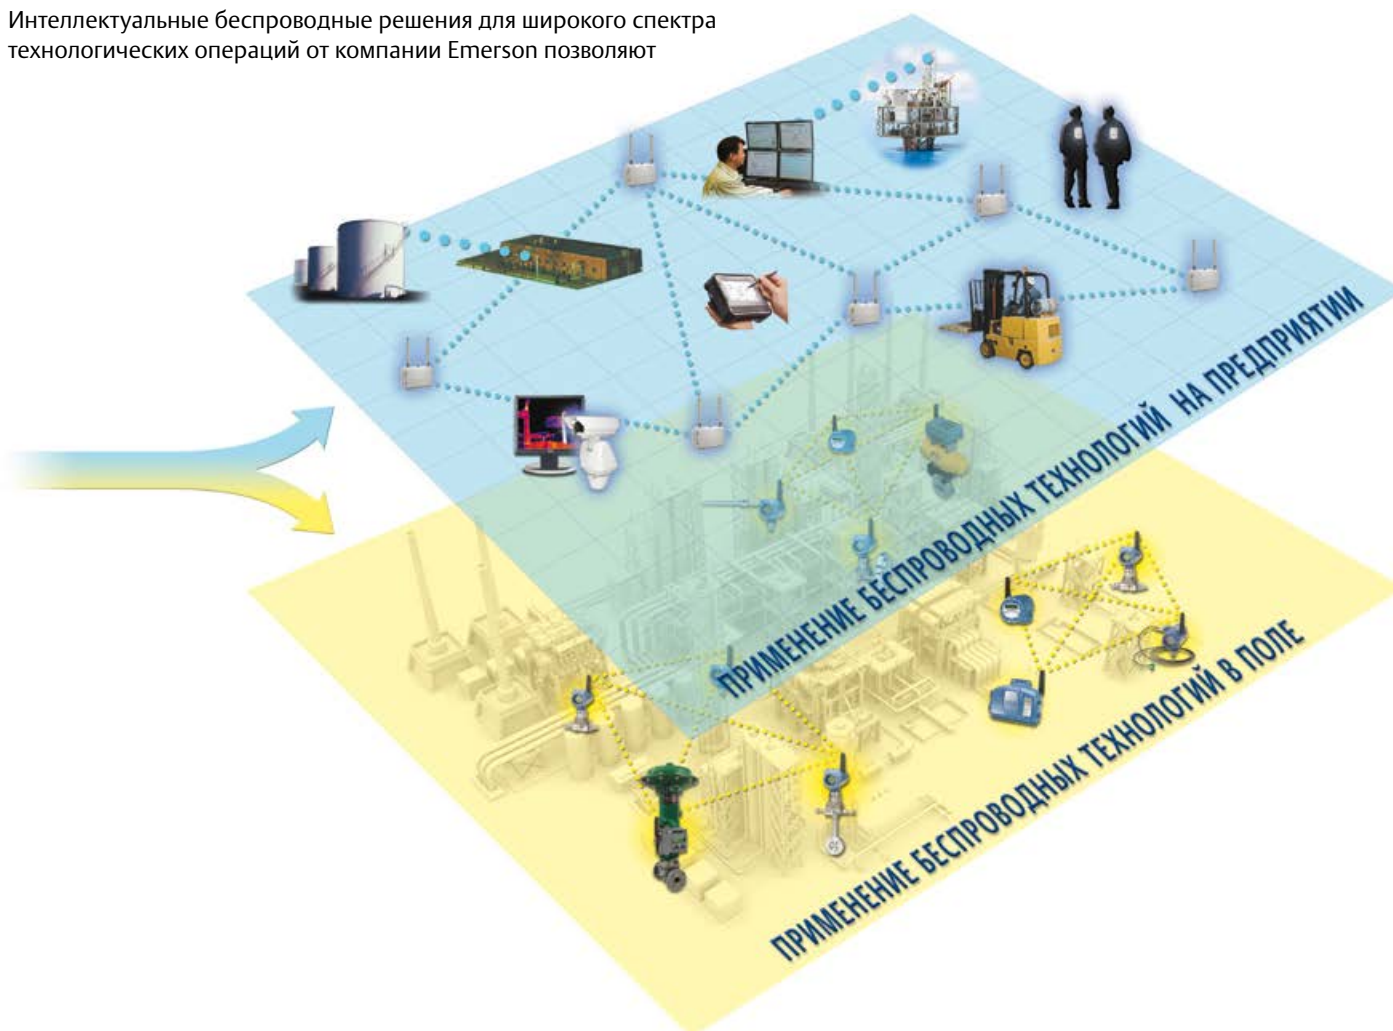 Интеллектуальные беспроводные решения для широкого спектра
технологических операций от компании Emerson позволяют
ПРИМЕНЕНИЕ БЕСПРОВОДНЫХ ТЕХНОЛОГИЙ НА ПРЕДПРИЯТИИ
ПРИМЕНЕНИЕ БЕСПРОВОДНЫХ ТЕХНОЛОГИЙ В ПОЛЕ